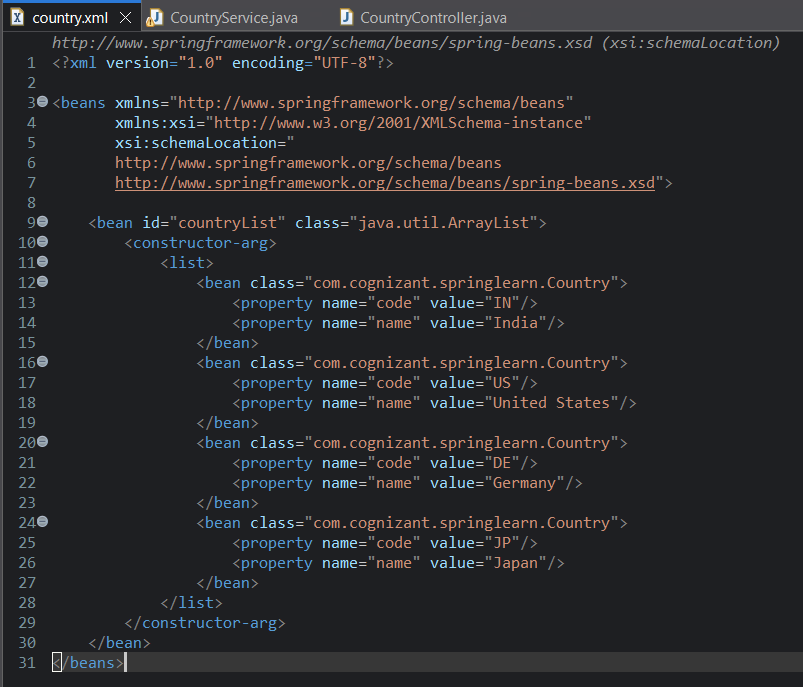 country.xml CountryService.java CountryController.java
http://www.springframework.org/schema/beans/spring-beans.xsd (xsi:schemaLocation)
1 <?xml version="1.0" encoding="UTF-8"?>
2
3 <beans xmlns="http://www.springframework.org/schema/beans"
4 xmlns:xsi="http://www.w3.org/2001/XMLSchema-instance"
5 xsi:schemaLocation="
6 http://www.springframework.org/schema/beans
7 http://www.springframework.org/schema/beans/spring-beans.xsd">
8
9 <bean id="countryList" class="java.util.ArrayList">
10 <constructor-arg>
11 <list>
12 <bean class="com.cognizant.springlearn.Country">
13 <property name="code" value="IN"/>
14 <property name="name" value="India"/>
15 </bean>
16 <bean class="com.cognizant.springlearn.Country">
17 <property name="code" value="US"/>
18 <property name="name" value="United States"/>
19 </bean>
20 <bean class="com.cognizant.springlearn.Country">
21 <property name="code" value="DE"/>
22 <property name="name" value="Germany"/>
23 </bean>
24 <bean class="com.cognizant.springlearn.Country">
25 <property name="code" value="JP"/>
26 <property name="name" value="Japan"/>
27 </bean>
28 </list>
29 </constructor-arg>
30 </bean>
31 </beans>